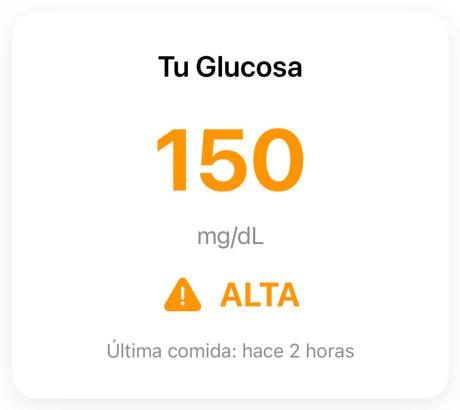 Tu Glucosa
150
mg/dL
ALTA
Última comida: hace 2 horas